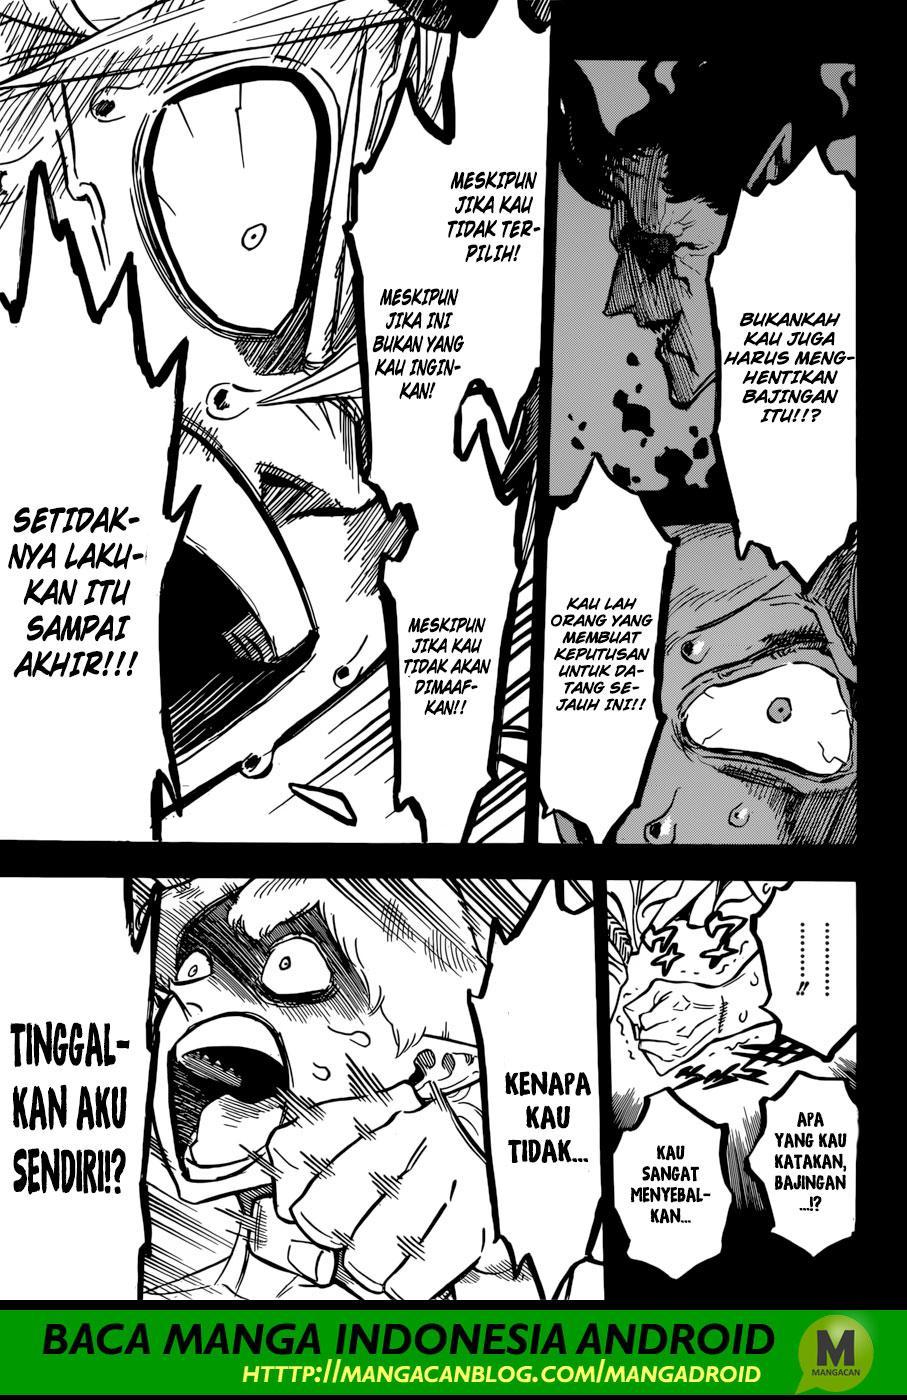 BUKANKAH
KAU JUGA
HARUS MENG-
HENTIKAN
BAJINGAN
ITU!!?
KAU LAH
ORANG YANG
MEMBUAT
KEPUTUSAN
UNTUK DA-
TANG SE-
JAUH INI!!
MESKIPUN
JIKA KAU
TIDAK TER-
PILIH!
MESKIPUN
JIKA INI
BUKAN YANG
KAU INGIN-
KAN!
MESKIPUN
JIKA KAU
TIDAK AKAN
DIMAAF-
KAN!!
SETIDAK-
NYA LAKU-
KAN ITU
SAMPAI
AKHIR!!!
........!!
APA
YANG KAU
KATAKAN,
BAJINGAN
...!?
KAU
SANGAT
MENYEBAL-
KAN...
KENAPA
KAU
TIDAK...
TINGGAL-
KAN AKU
SENDIRI!?
BACA MANGA INDONESIA ANDROID
HTTTP://MANGACANBLOG.COM/MANGADROID
M
MANGACAN